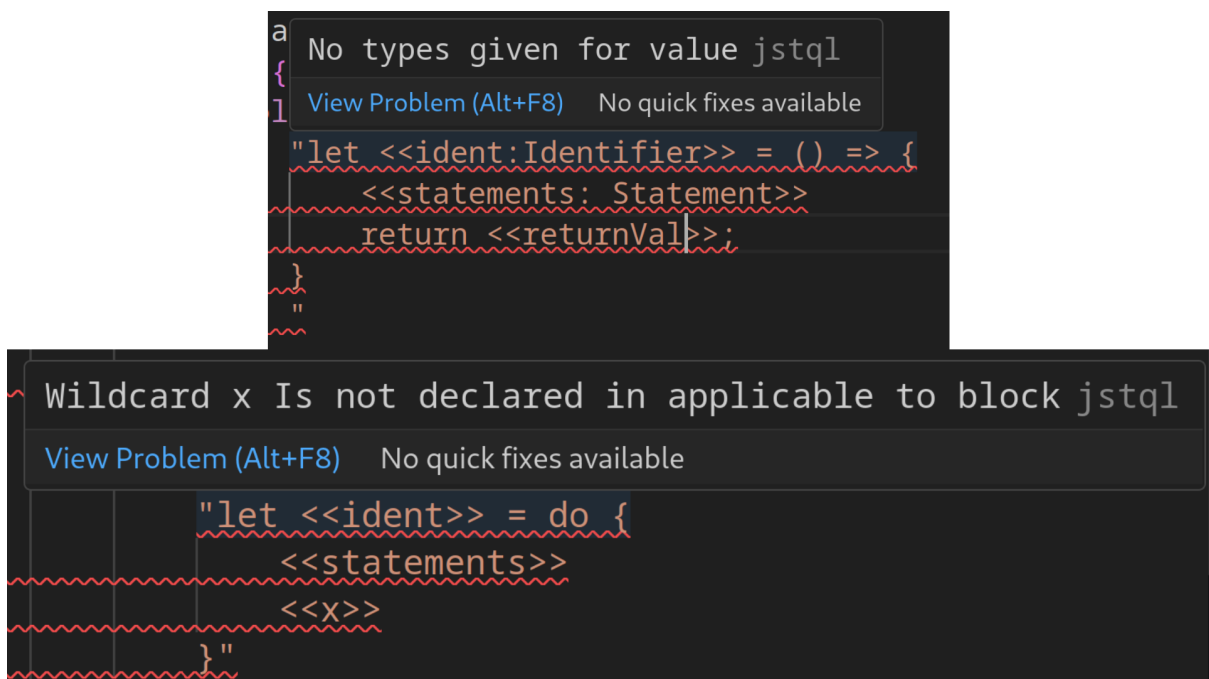 a
No types given for value jstql
{
View Problem (Alt+F8) No quick fixes available
l
"let <<ident:Identifier>> = () => {
<<statements: Statement>>
return <<returnVal>>;
}
"
Wildcard x Is not declared in applicable to block jstql
View Problem (Alt+F8) No quick fixes available
"let <<ident>> = do {
<<statements>>
<<x>>
}"